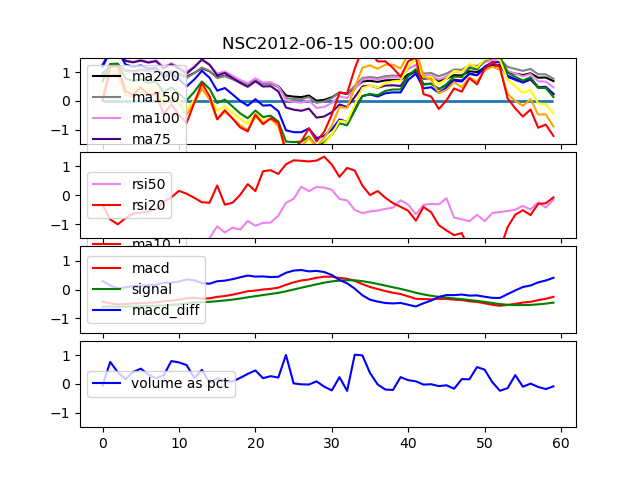 NSC2012-06-15 00:00:00
1
0
−1
ma200
ma150
ma100
ma75
1
0
−1
rsi50
rsi20
ma10
1
0
−1
macd
signal
macd_diff
1
0
−1
volume as pct
0 10 20 30 40 50 60